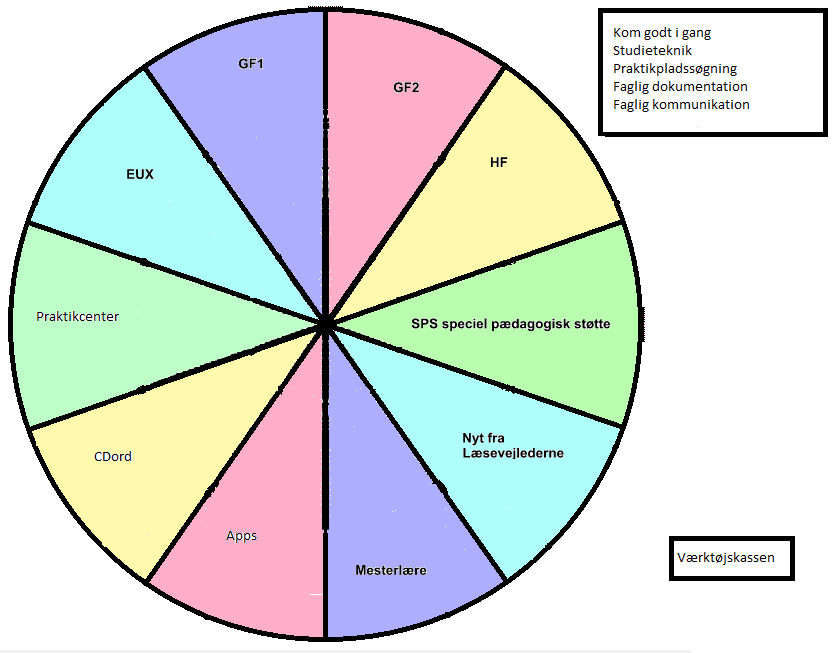 GF1
GF2
HF
SPS speciel pædagogisk støtte
Nyt fra
Læsevejlederne
Mesterlære
Apps
CDord
Praktikcenter
EUX
Kom godt i gang
Studieteknik
Praktikpladssøgning
Faglig dokumentation
Faglig kommunikation
Værktøjskassen